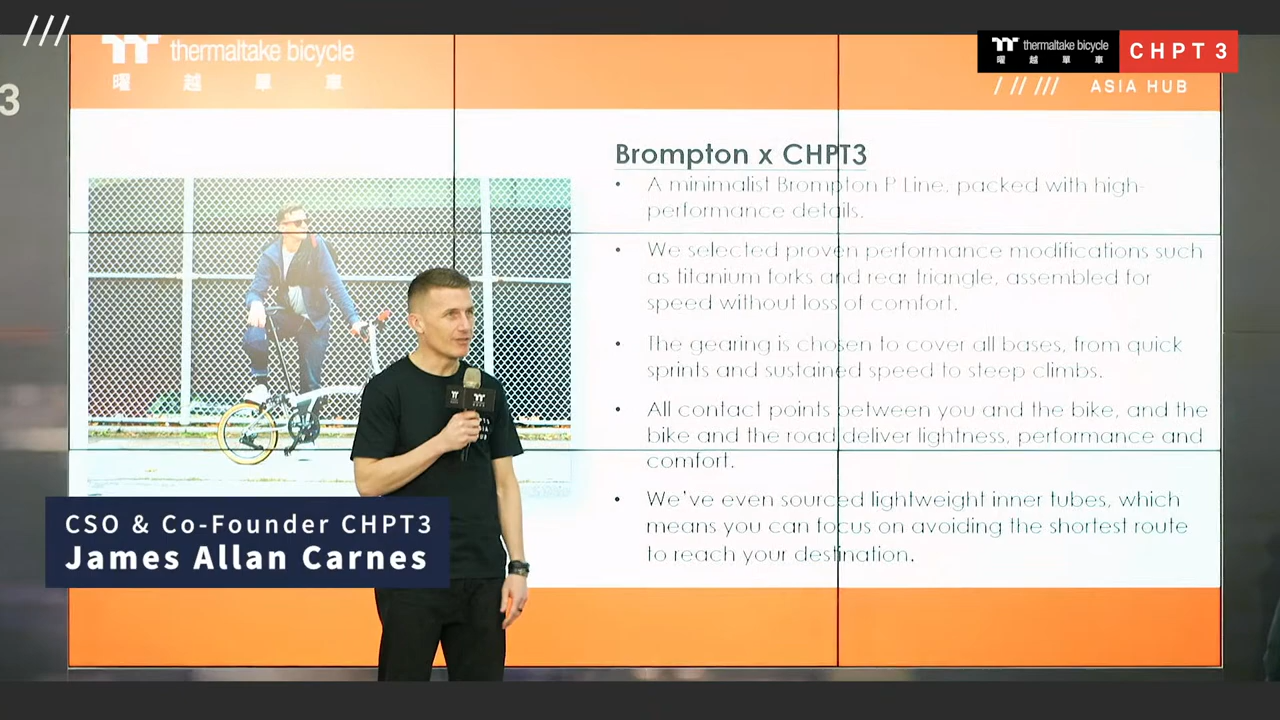 ///
thermaltake bicycle
曜越單車
thermaltake bicycle
曜越單車
CHPT3
/ // /// ASIA HUB
3
Brompton x CHPT3
• A minimalist Brompton P Line, packed with high-
performance details.
• We selected proven performance modifications such
as titanium forks and rear triangle, assembled for
speed without loss of comfort.
• The gearing is chosen to cover all bases, from quick
sprints and sustained speed to steep climbs.
• All contact points between you and the bike, and the
bike and the road deliver lightness, performance and
comfort.
• We've even sourced lightweight inner tubes, which
means you can focus on avoiding the shortest route
to reach your destination.
CSO & Co-Founder CHPT3
James Allan Carnes